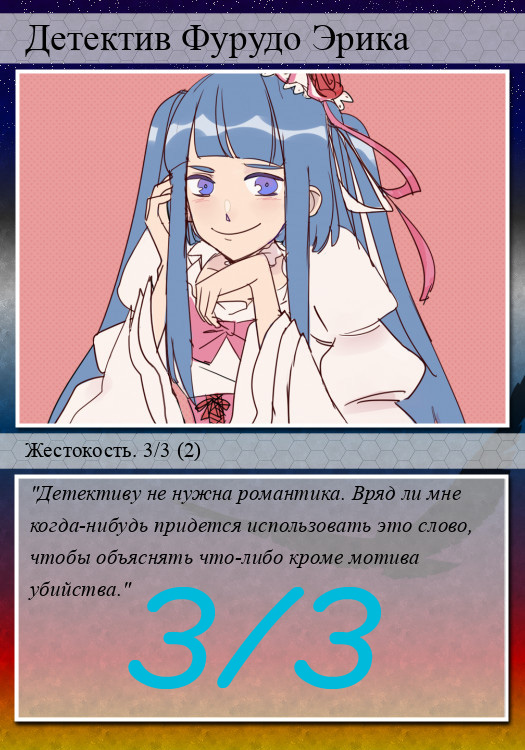 Детектив Фурудо Эрика
Жестокость. 3/3 (2)
"Детективу не нужна романтика. Вряд ли мне
когда-нибудь придется использовать это слово,
чтобы объяснять что-либо кроме мотива
убийства."
3/3